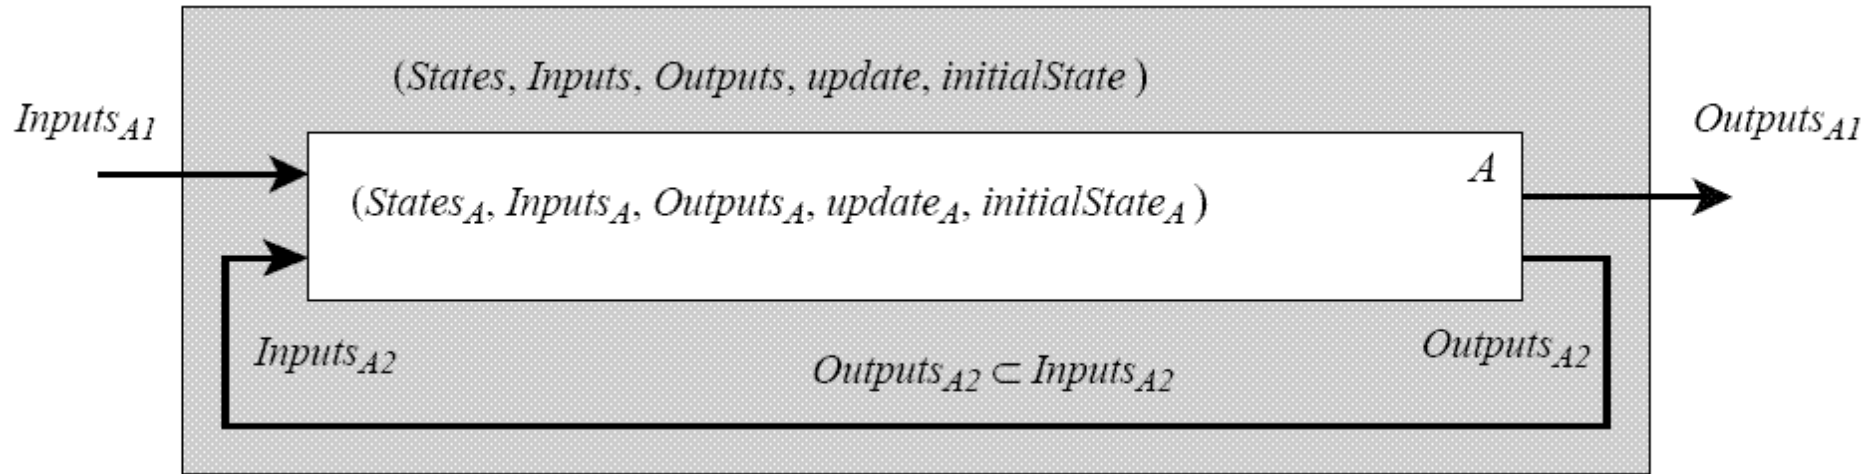 (States, Inputs, Outputs, update, initialState )
Inputs_A1
Outputs_A1
A
(States_A, Inputs_A, Outputs_A, update_A, initialState_A )
Inputs_A2
Outputs_A2
Outputs_A2 ⊂ Inputs_A2